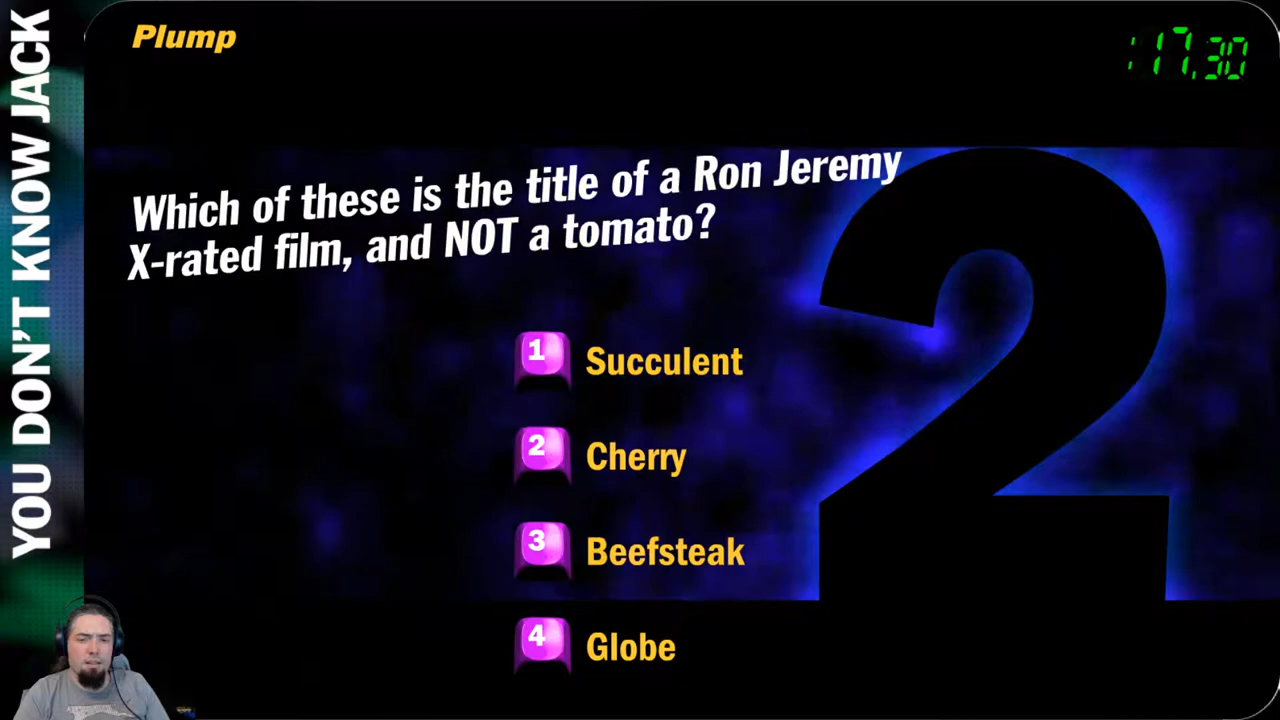 YOU DON'T KNOW JACK
Plump
:17.30
Which of these is the title of a Ron Jeremy
X-rated film, and NOT a tomato?
1 Succulent
2 Cherry
3 Beefsteak
4 Globe
2